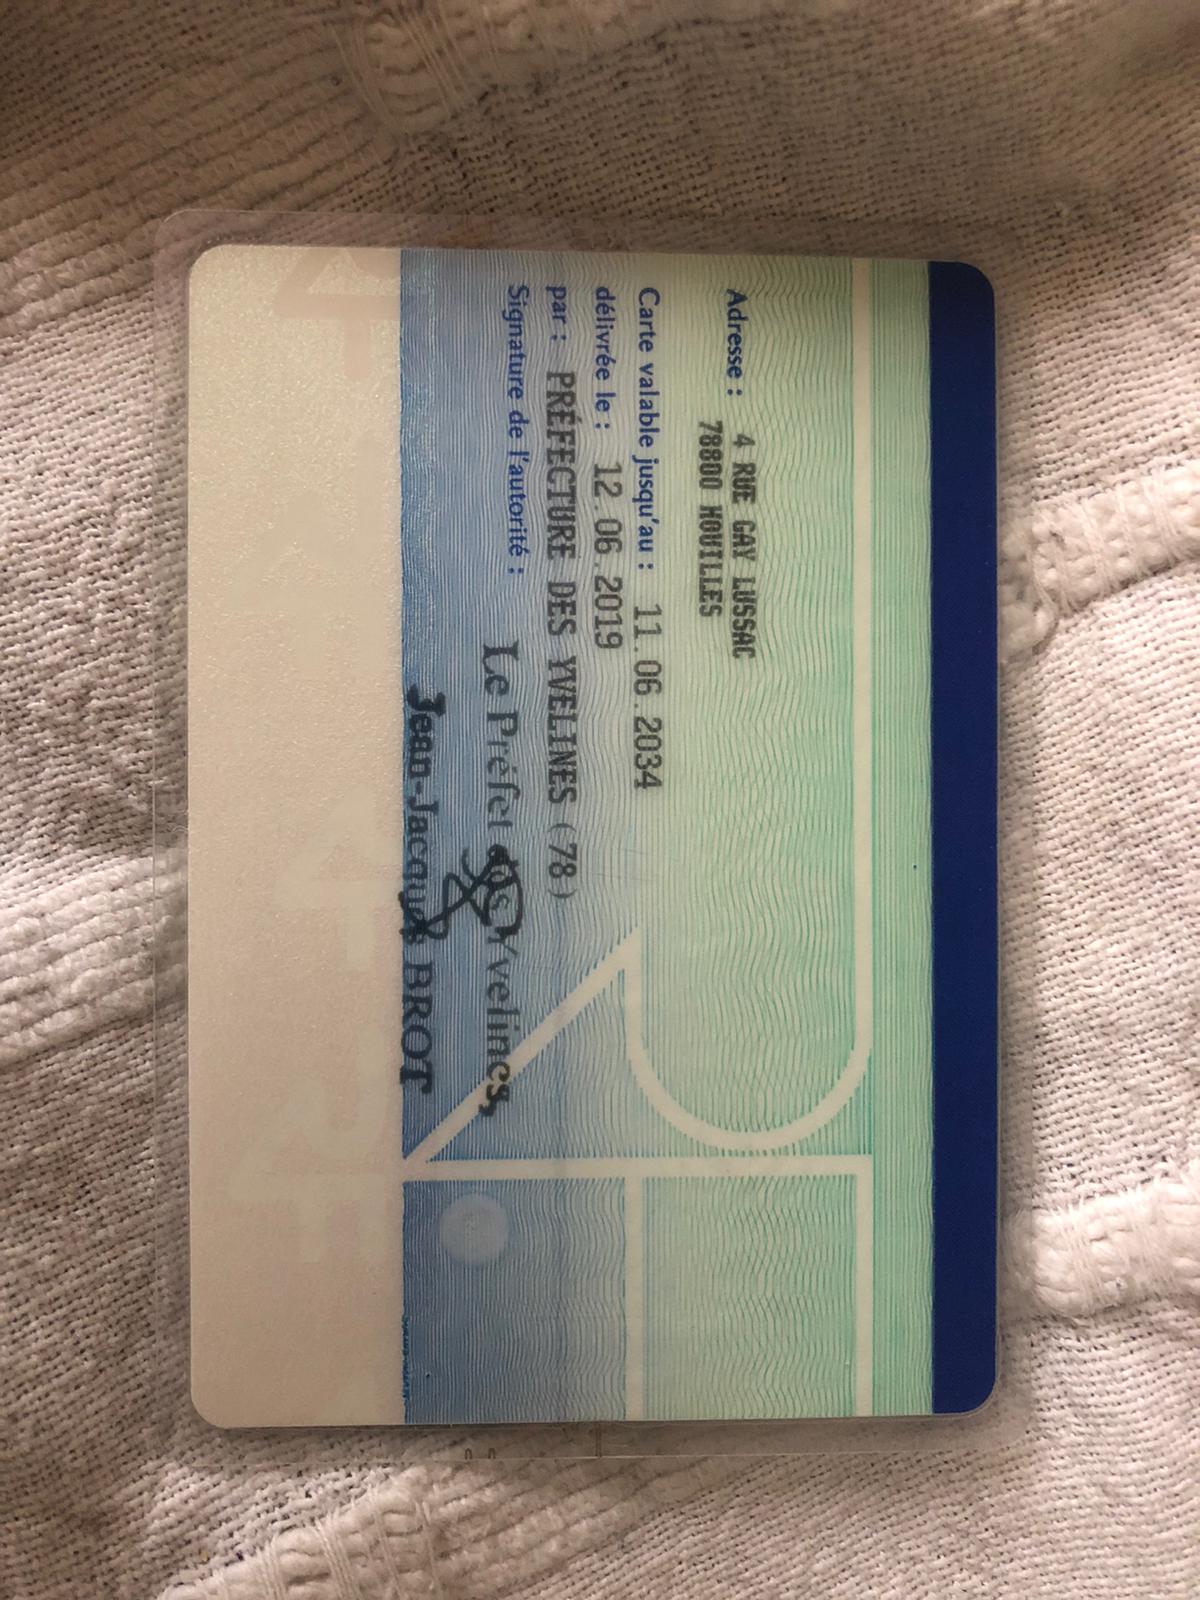 Adresse : 4 RUE GAY LUSSAC
78800 HOUILLES
Carte valable jusqu'au : 11.06.2034
délivrée le : 12.06.2019
par : PRÉFECTURE DES YVELINES (78)
Signature de l'autorité :
Le Préfet des Yvelines,
Jean-Jacques BROT